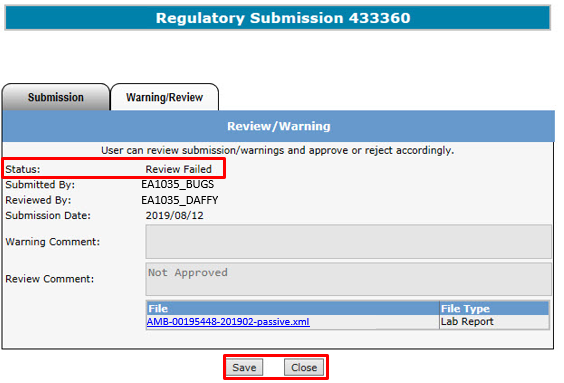 Regulatory Submission 433360
Submission Warning/Review
Review/Warning
User can review submission/warnings and approve or reject accordingly.
Status: Review Failed
Submitted By: EA1035_BUGS
Reviewed By: EA1035_DAFFY
Submission Date: 2019/08/12
Warning Comment:
Review Comment: Not Approved
File File Type
AMB-00195448-201902-passive.xml Lab Report
Save Close